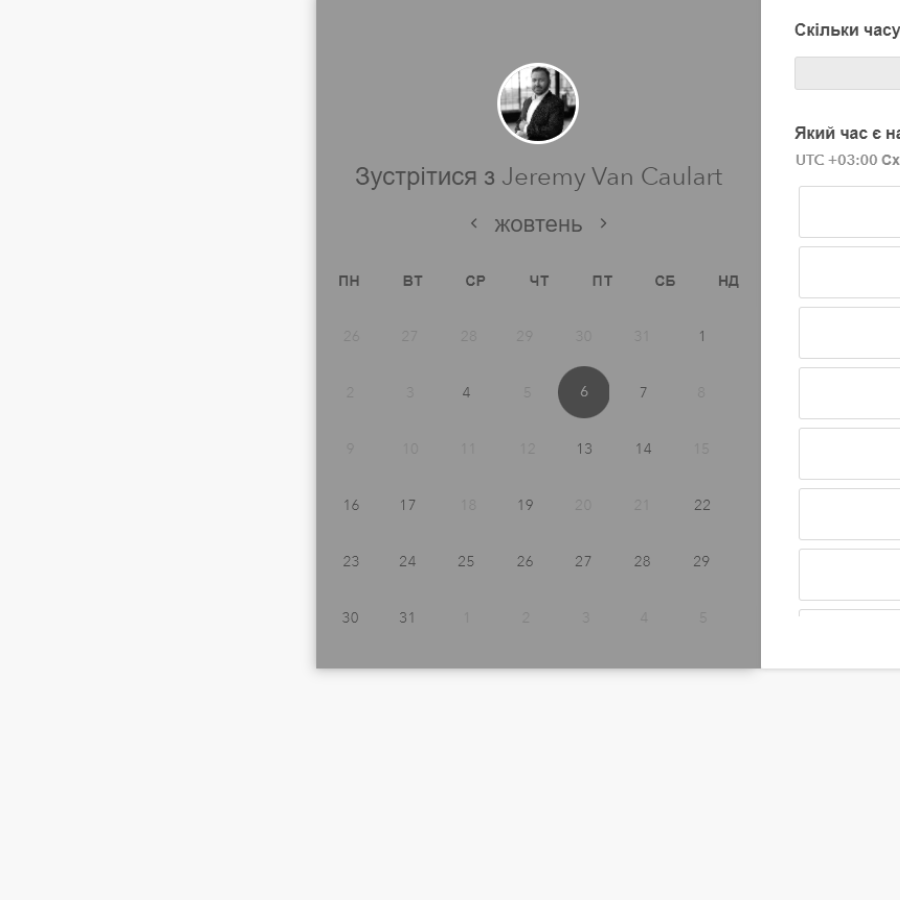 Зустрітися з Jeremy Van Caulart
жовтень
ПН ВТ СР ЧТ ПТ СБ НД
26 27 28 29 30 31 1
2 3 4 5 6 7 8
9 10 11 12 13 14 15
16 17 18 19 20 21 22
23 24 25 26 27 28 29
30 31 1 2 3 4 5
Скільки часу
Який час є на
UTC +03:00 Сх